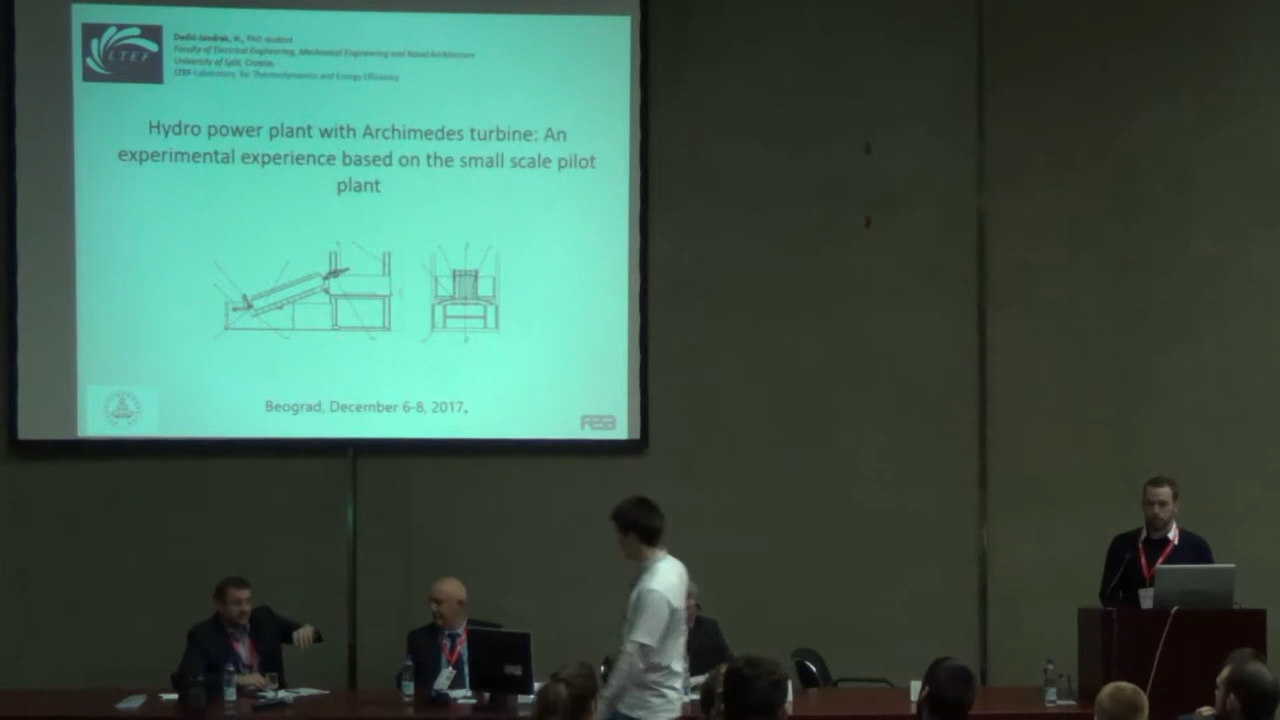 LTEF
Dedić-Jandrek, H., PhD student
Faculty of Electrical Engineering, Mechanical Engineering and Naval Architecture
University of Split, Croatia,
LTEF-Laboratory for Thermodynamics and Energy Efficiency
Hydro power plant with Archimedes turbine: An
experimental experience based on the small scale pilot
plant
Beograd, December 6-8, 2017.